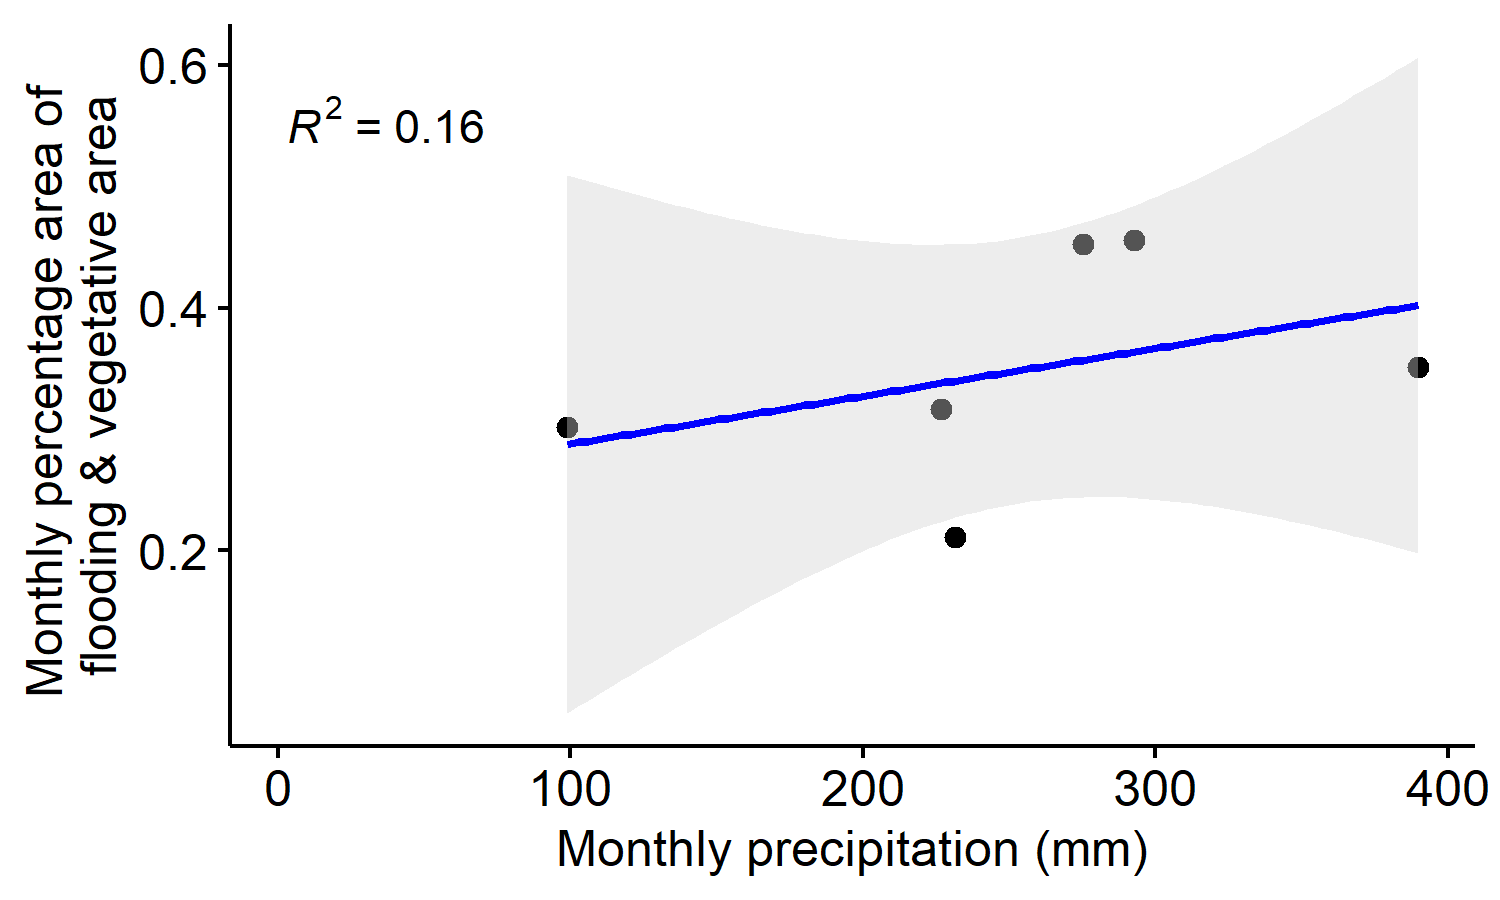 Monthly percentage area of
flooding & vegetative area
0.6
0.4
0.2
R² = 0.16
0 100 200 300 400
Monthly precipitation (mm)